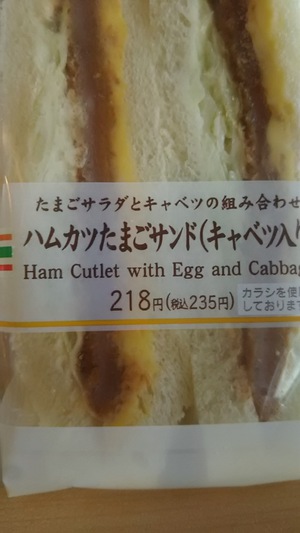 たまごサラダとキャベツの組み合わせ
ハムカツたまごサンド(キャベツ入り
Ham Cutlet with Egg and Cabbag
218円(税込235円)
カラシを使用
しております